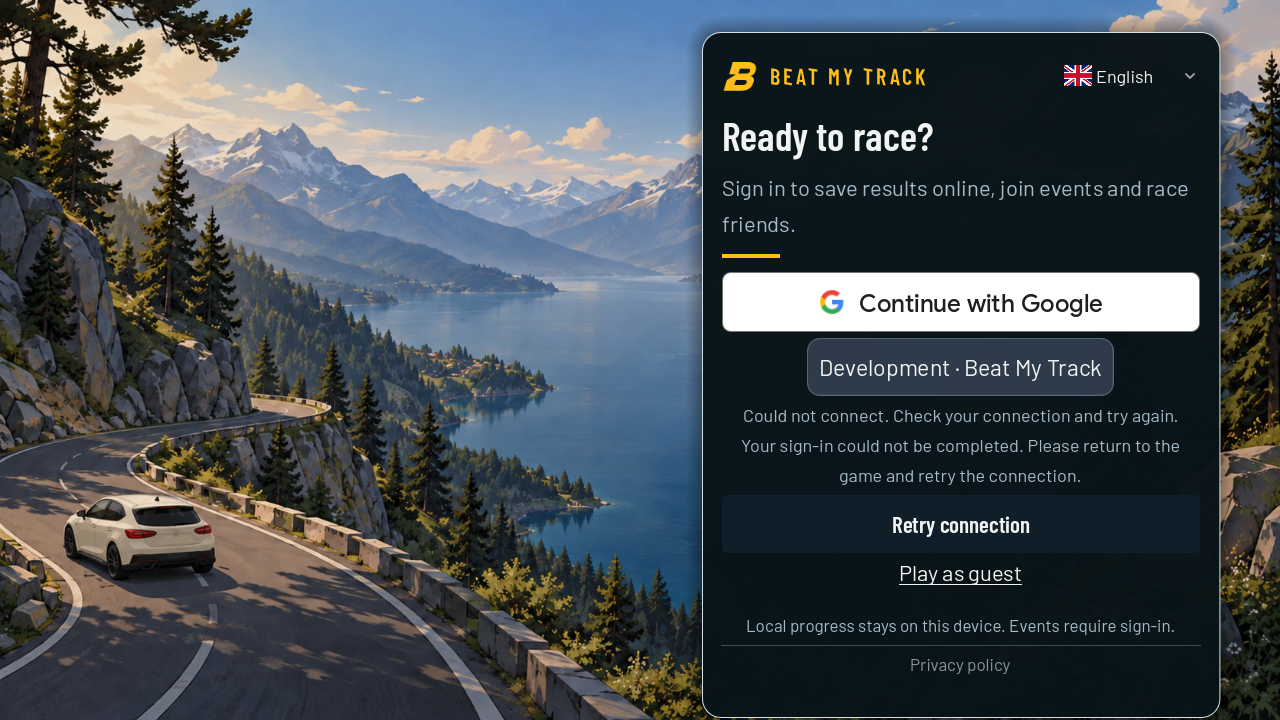 BEAT MY TRACK
English
Ready to race?
Sign in to save results online, join events and race
friends.
Continue with Google
Development · Beat My Track
Could not connect. Check your connection and try again.
Your sign-in could not be completed. Please return to the
game and retry the connection.
Retry connection
Play as guest
Local progress stays on this device. Events require sign-in.
Privacy policy